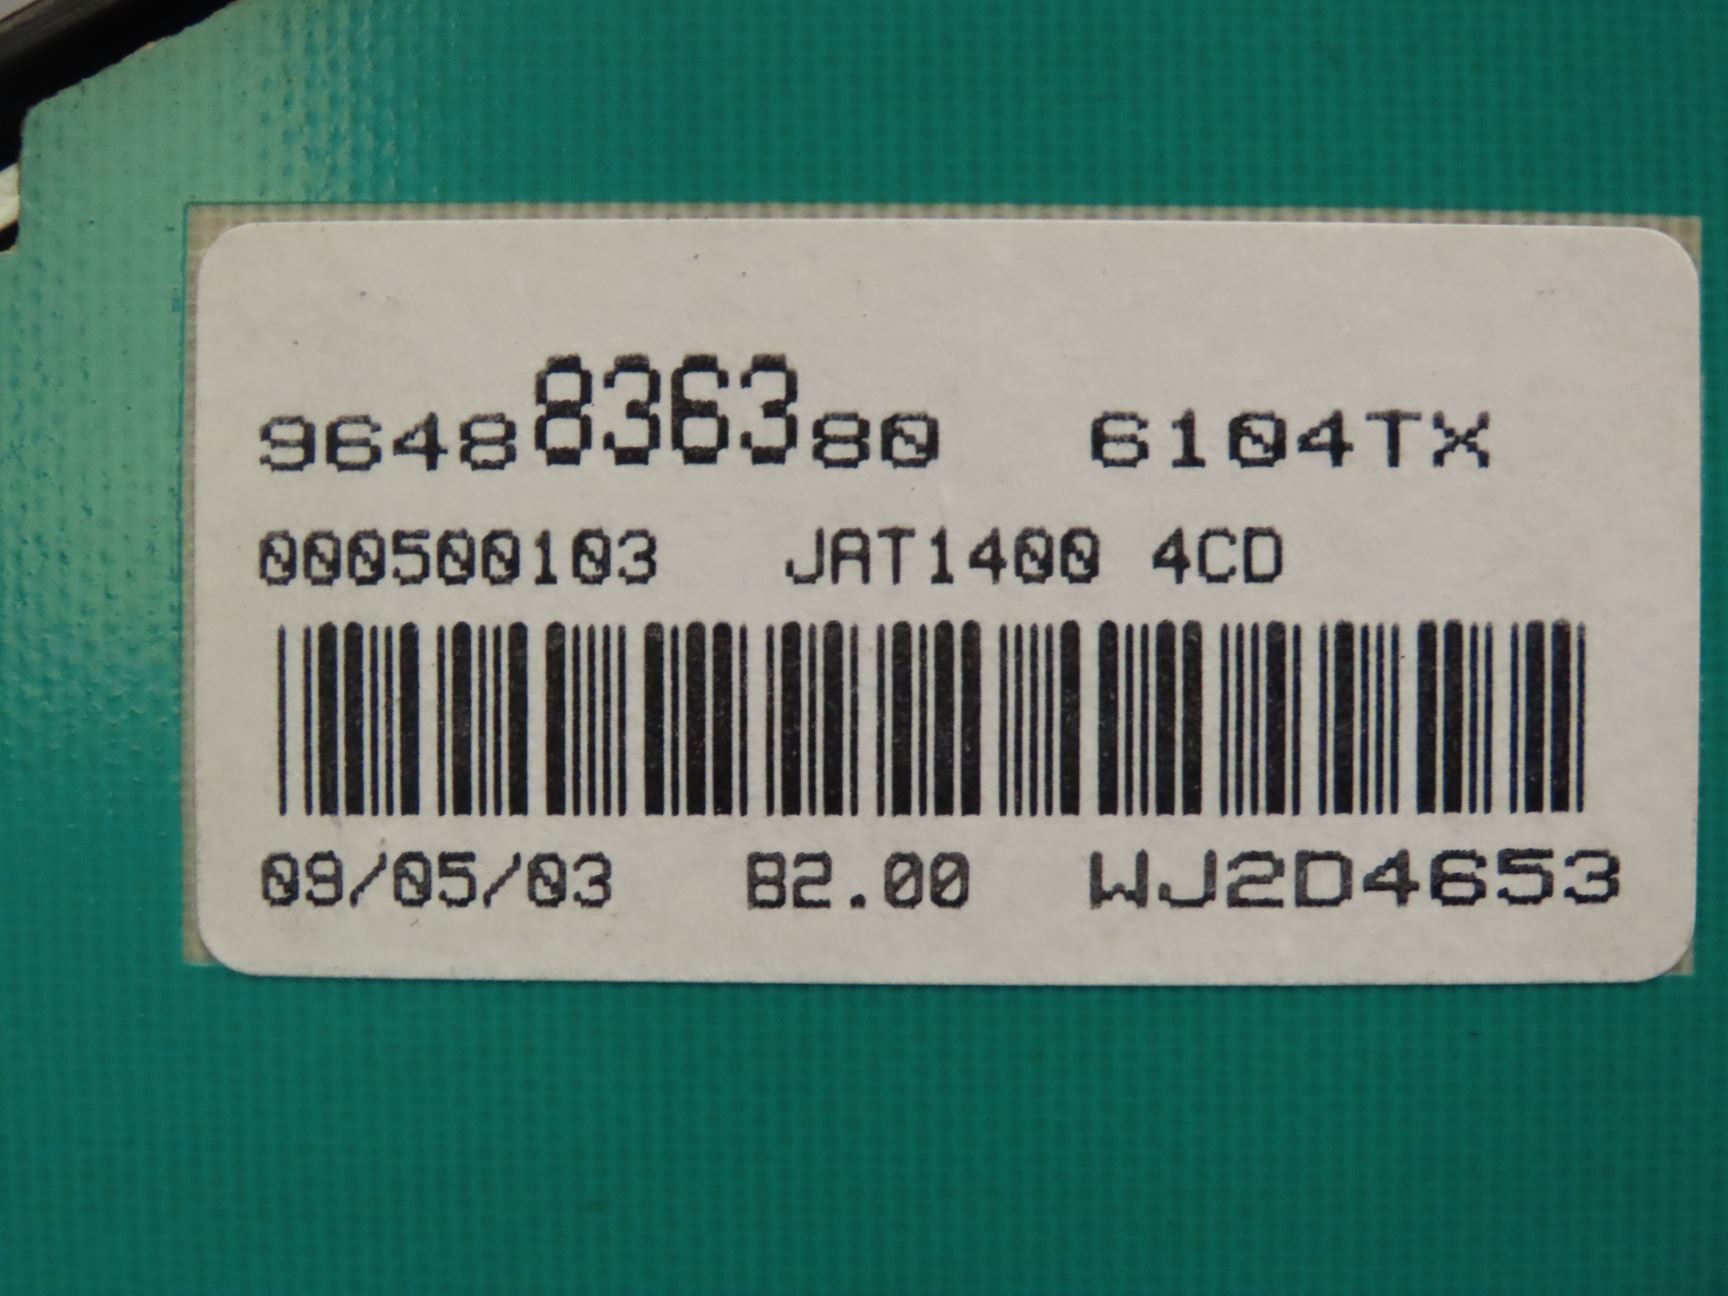 9648836380 6104TX
000500103 JAT1400 4CD
09/05/03 B2.00 WJ2D4653